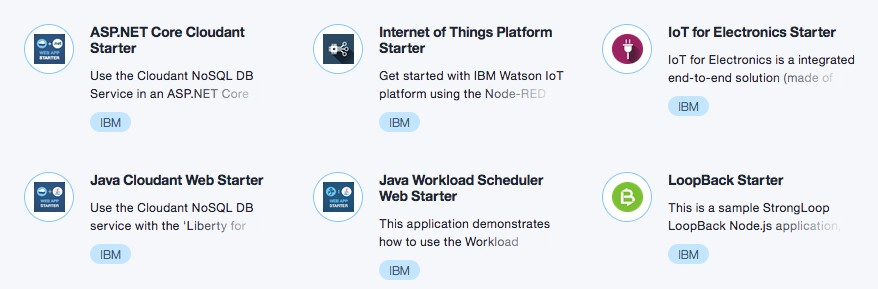 ASP.NET Core Cloudant
Starter
Use the Cloudant NoSQL DB
Service in an ASP.NET Core
IBM
Internet of Things Platform
Starter
Get started with IBM Watson IoT
platform using the Node-RED
IBM
IoT for Electronics Starter
IoT for Electronics is a integrated
end-to-end solution (made of
IBM
Java Cloudant Web Starter
Use the Cloudant NoSQL DB
service with the 'Liberty for
IBM
Java Workload Scheduler
Web Starter
This application demonstrates
how to use the Workload
IBM
LoopBack Starter
This is a sample StrongLoop
LoopBack Node.js application,
IBM
WEB APP
STARTER
WEB APP
STARTER
WEB APP
STARTER